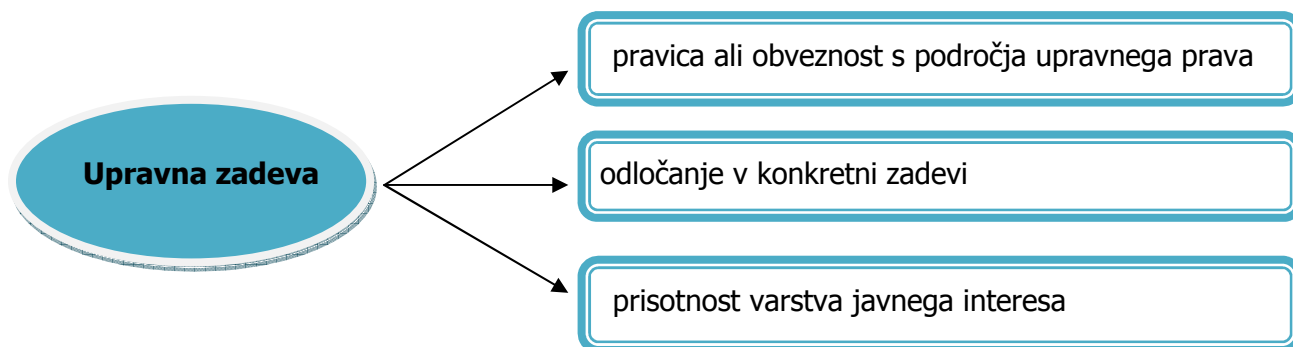 pravica ali obveznost s področja upravnega prava
Upravna zadeva
odločanje v konkretni zadevi
prisotnost varstva javnega interesa